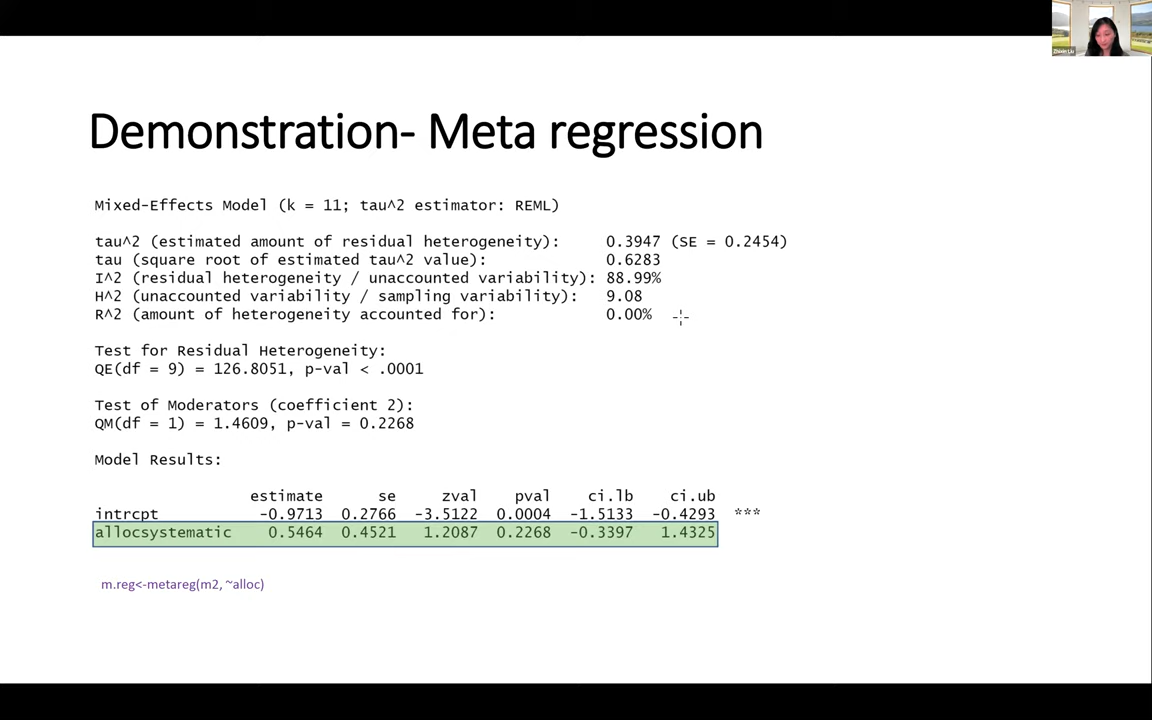 Zhixin Liu
Demonstration- Meta regression
Mixed-Effects Model (k = 11; tau^2 estimator: REML)
tau^2 (estimated amount of residual heterogeneity): 0.3947 (SE = 0.2454)
tau (square root of estimated tau^2 value): 0.6283
I^2 (residual heterogeneity / unaccounted variability): 88.99%
H^2 (unaccounted variability / sampling variability): 9.08
R^2 (amount of heterogeneity accounted for): 0.00%
Test for Residual Heterogeneity:
QE(df = 9) = 126.8051, p-val < .0001
Test of Moderators (coefficient 2):
QM(df = 1) = 1.4609, p-val = 0.2268
Model Results:
estimate se zval pval ci.lb ci.ub
intrcpt -0.9713 0.2766 -3.5122 0.0004 -1.5133 -0.4293 ***
allocsystematic 0.5464 0.4521 1.2087 0.2268 -0.3397 1.4325
m.reg<-metareg(m2, ~alloc)